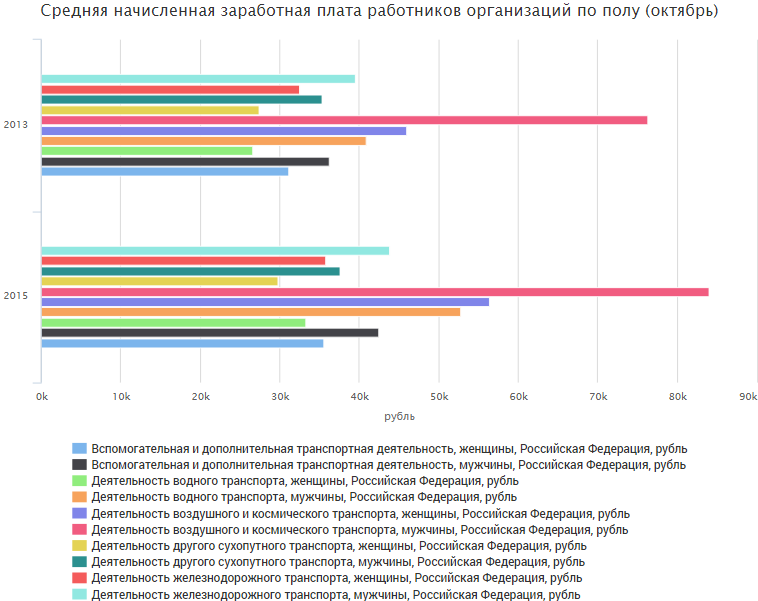 Средняя начисленная заработная плата работников организаций по полу (октябрь)
2013
2015
0k 10k 20k 30k 40k 50k 60k 70k 80k 90k
рубль
Вспомогательная и дополнительная транспортная деятельность, женщины, Российская Федерация, рубль
Вспомогательная и дополнительная транспортная деятельность, мужчины, Российская Федерация, рубль
Деятельность водного транспорта, женщины, Российская Федерация, рубль
Деятельность водного транспорта, мужчины, Российская Федерация, рубль
Деятельность воздушного и космического транспорта, женщины, Российская Федерация, рубль
Деятельность воздушного и космического транспорта, мужчины, Российская Федерация, рубль
Деятельность другого сухопутного транспорта, женщины, Российская Федерация, рубль
Деятельность другого сухопутного транспорта, мужчины, Российская Федерация, рубль
Деятельность железнодорожного транспорта, женщины, Российская Федерация, рубль
Деятельность железнодорожного транспорта, мужчины, Российская Федерация, рубль